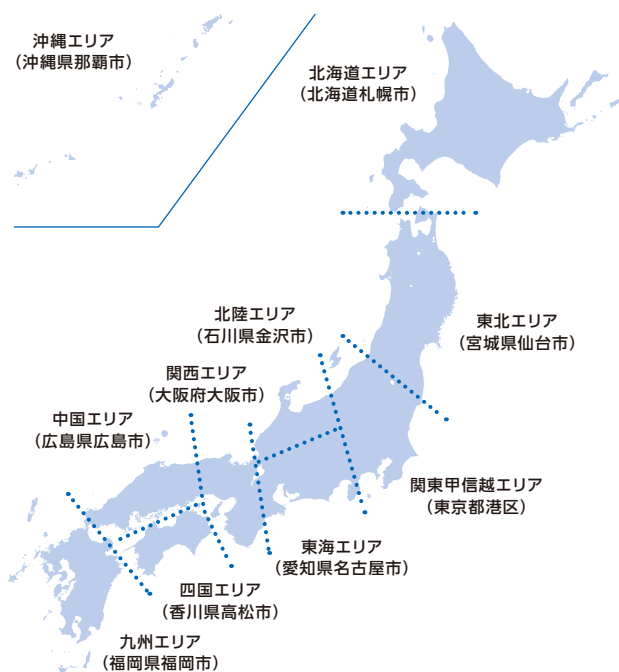 沖縄エリア
（沖縄県那覇市）
北海道エリア
（北海道札幌市）
東北エリア
（宮城県仙台市）
北陸エリア
（石川県金沢市）
関西エリア
（大阪府大阪市）
中国エリア
（広島県広島市）
関東甲信越エリア
（東京都港区）
東海エリア
（愛知県名古屋市）
四国エリア
（香川県高松市）
九州エリア
（福岡県福岡市）